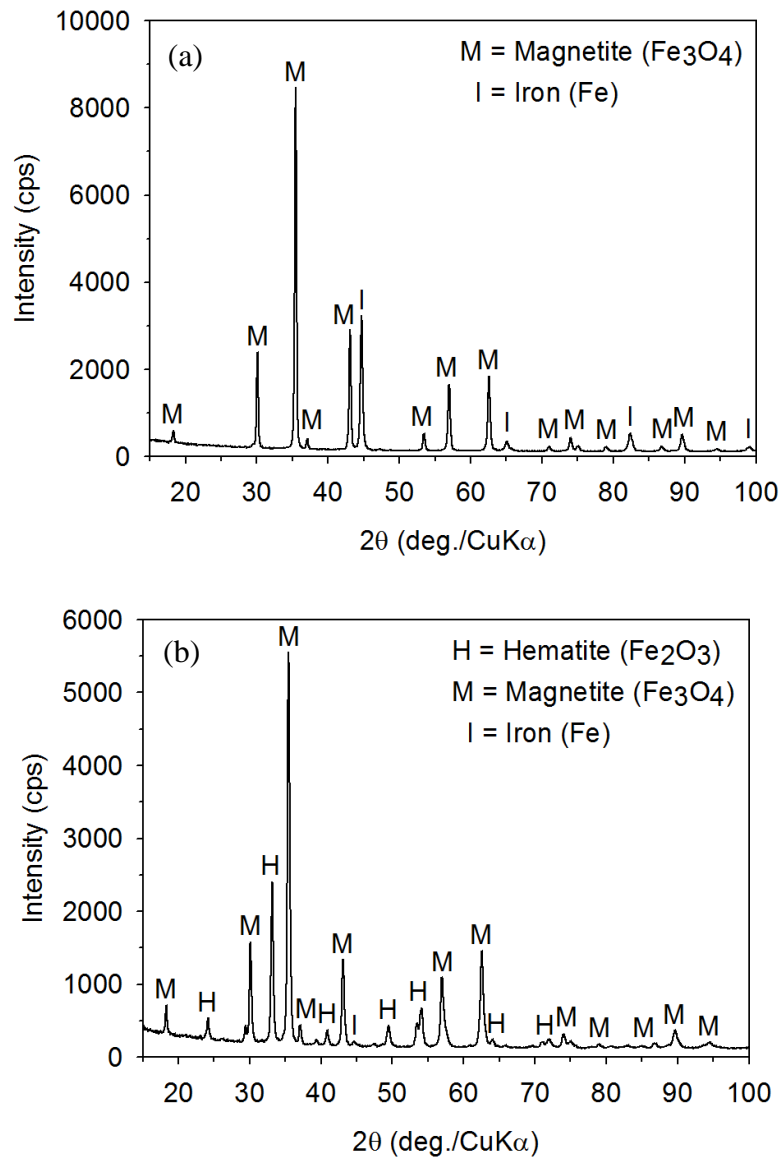 10000
(a)
M = Magnetite (Fe3O4)
I = Iron (Fe)
M
8000
Intensity (cps)
6000
4000
M I
M
2000
M M
M M M I M M M I M M M I
0
20 30 40 50 60 70 80 90 100
2θ (deg./CuKα)
6000
(b)
M
H = Hematite (Fe2O3)
M = Magnetite (Fe3O4)
I = Iron (Fe)
5000
4000
Intensity (cps)
3000
H
2000
M
M M
M
1000
M H M H I H H H H M M M M M
0
20 30 40 50 60 70 80 90 100
2θ (deg./CuKα)